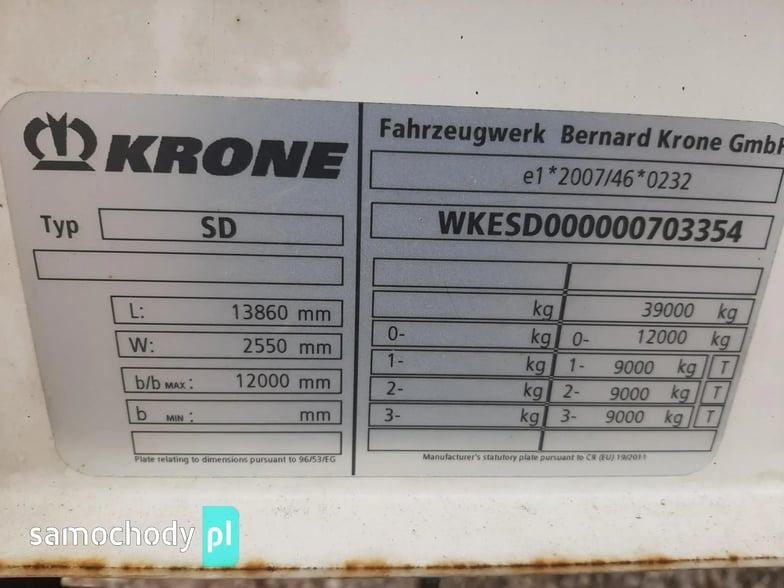 KRONE
Typ SD
L: 13860 mm
W: 2550 mm
b/b MAX: 12000 mm
b MIN: mm
Plate relating to dimensions pursuant to 96/53/EG
Fahrzeugwerk Bernard Krone GmbH
e1*2007/46*0232
WKESD000000703354
kg 39000 kg
0- kg 0- 12000 kg
1- kg 1- 9000 kg T
2- kg 2- 9000 kg T
3- kg 3- 9000 kg T
Manufacturer's statutory plate pursuant to CR (EU) 19/2011
samochody pl